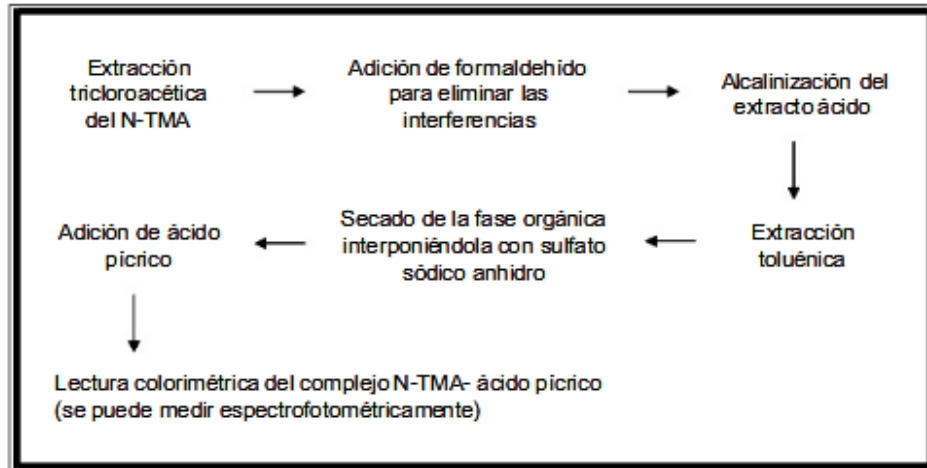 Extracción
tricloroacética
del N-TMA
Adición de formaldehído
para eliminar las
interferencias
Alcalinización del
extracto ácido
Extracción
toluénica
Secado de la fase orgánica
interponiéndola con sulfato
sódico anhidro
Adición de ácido
pícrico
Lectura colorimétrica del complejo N-TMA- ácido pícrico
(se puede medir espectrofotométricamente)